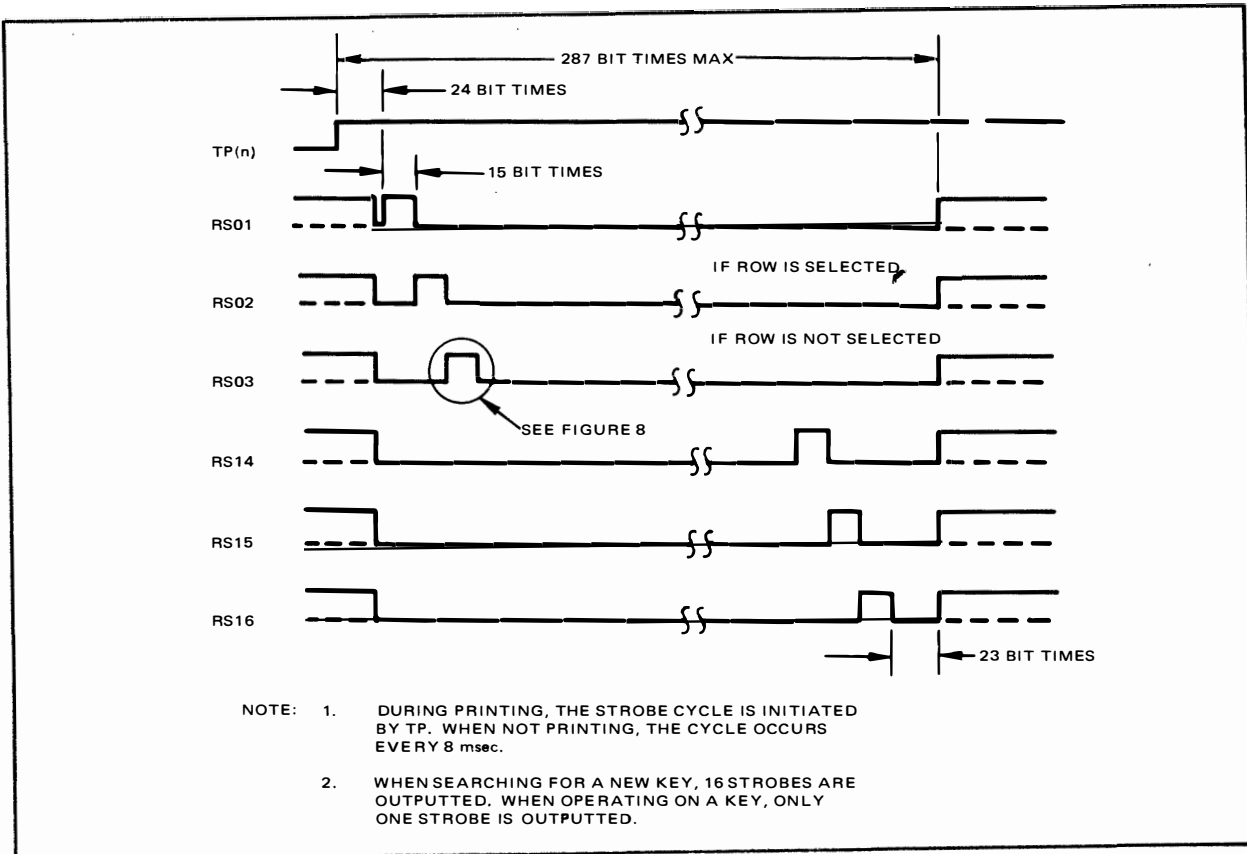 287 BIT TIMES MAX
24 BIT TIMES
TP(n)
15 BIT TIMES
RS01
IF ROW IS SELECTED
RS02
IF ROW IS NOT SELECTED
RS03
SEE FIGURE 8
RS14
RS15
RS16
23 BIT TIMES
NOTE: 1. DURING PRINTING, THE STROBE CYCLE IS INITIATED
BY TP. WHEN NOT PRINTING, THE CYCLE OCCURS
EVERY 8 msec.
2. WHEN SEARCHING FOR A NEW KEY, 16 STROBES ARE
OUTPUTTED. WHEN OPERATING ON A KEY, ONLY
ONE STROBE IS OUTPUTTED.